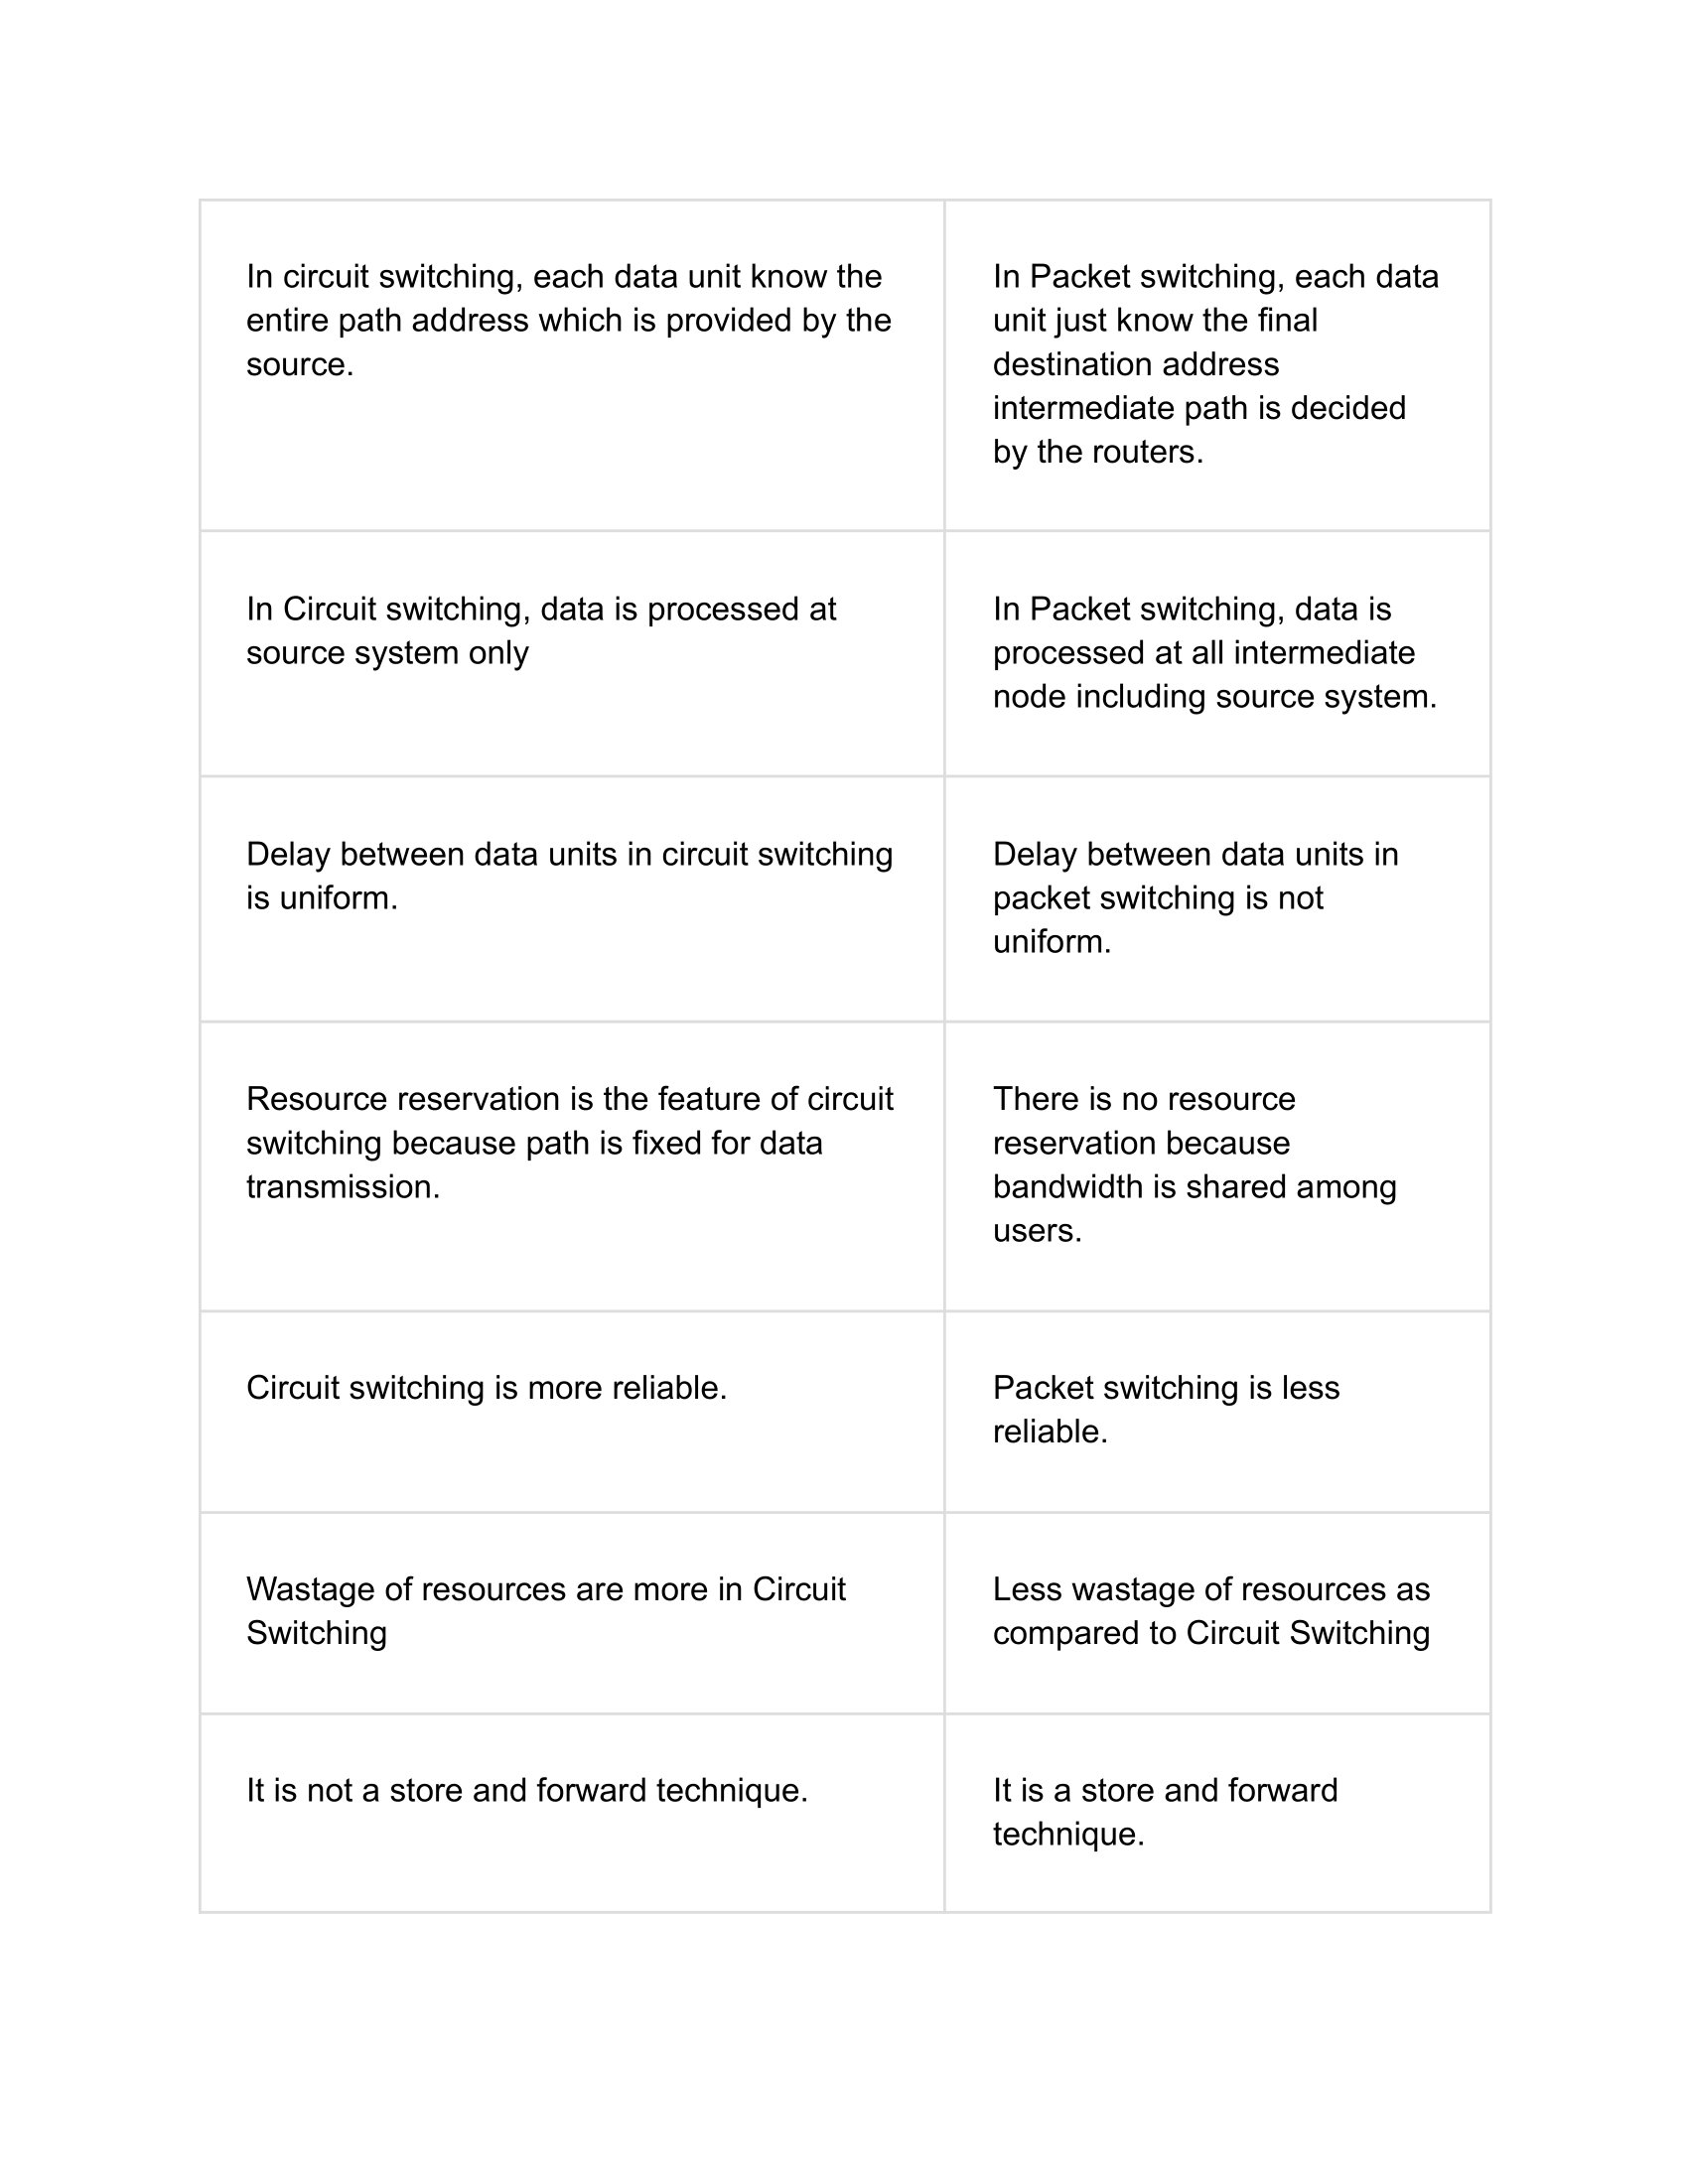 In circuit switching, each data unit know the
entire path address which is provided by the
source.
In Packet switching, each data
unit just know the final
destination address
intermediate path is decided
by the routers.
In Circuit switching, data is processed at
source system only
In Packet switching, data is
processed at all intermediate
node including source system.
Delay between data units in circuit switching
is uniform.
Delay between data units in
packet switching is not
uniform.
Resource reservation is the feature of circuit
switching because path is fixed for data
transmission.
There is no resource
reservation because
bandwidth is shared among
users.
Circuit switching is more reliable.
Packet switching is less
reliable.
Wastage of resources are more in Circuit
Switching
Less wastage of resources as
compared to Circuit Switching
It is not a store and forward technique.
It is a store and forward
technique.